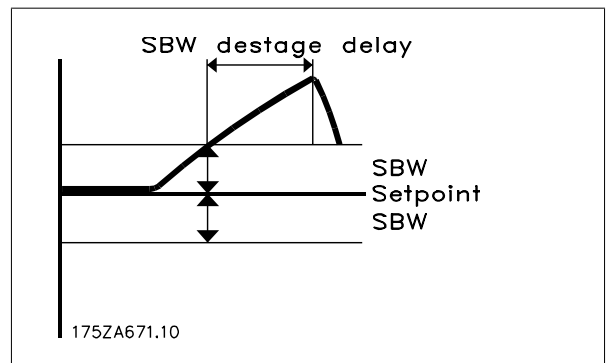 SBW destage delay
SBW
Setpoint
SBW
175ZA671.10